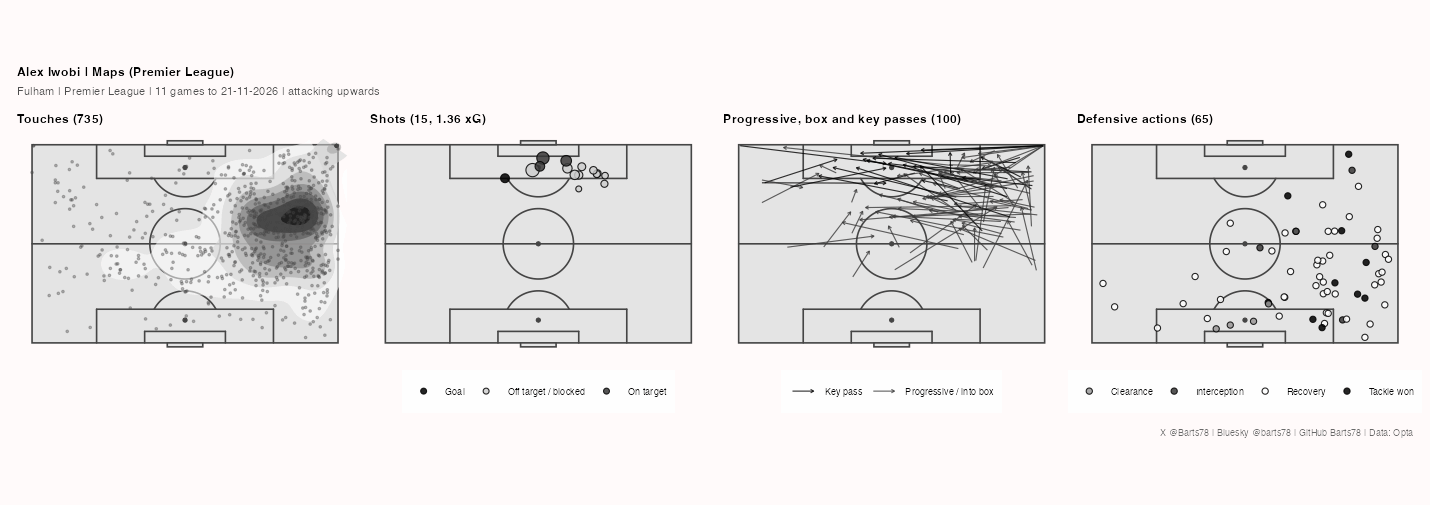 Alex Iwobi | Maps (Premier League)
Fulham | Premier League | 11 games to 21-11-2026 | attacking upwards
Touches (735)
Shots (15, 1.36 xG)
Progressive, box and key passes (100)
Defensive actions (65)
Goal
Off target / blocked
On target
Key pass
Progressive / into box
Clearance
Interception
Recovery
Tackle won
X @Barts78 | Bluesky @barts78 | GitHub Barts78 | Data: Opta